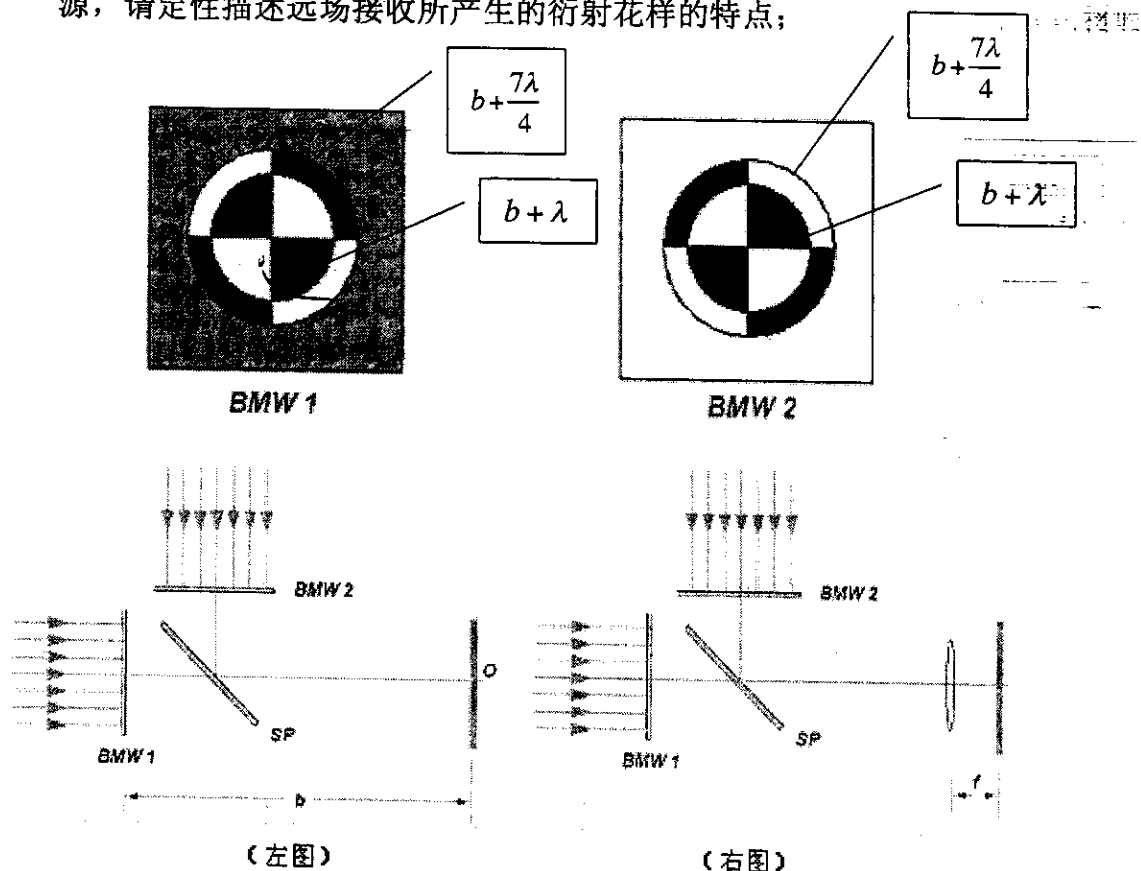 源，请定性描述远场接收所产生的衍射花样的特点；
b+7λ/4
b+7λ/4
b+λ
b+λ
BMW 1
BMW 2
BMW 2
BMW 2
O
SP
SP
BMW 1
BMW 1
b
f
（左图）
（右图）